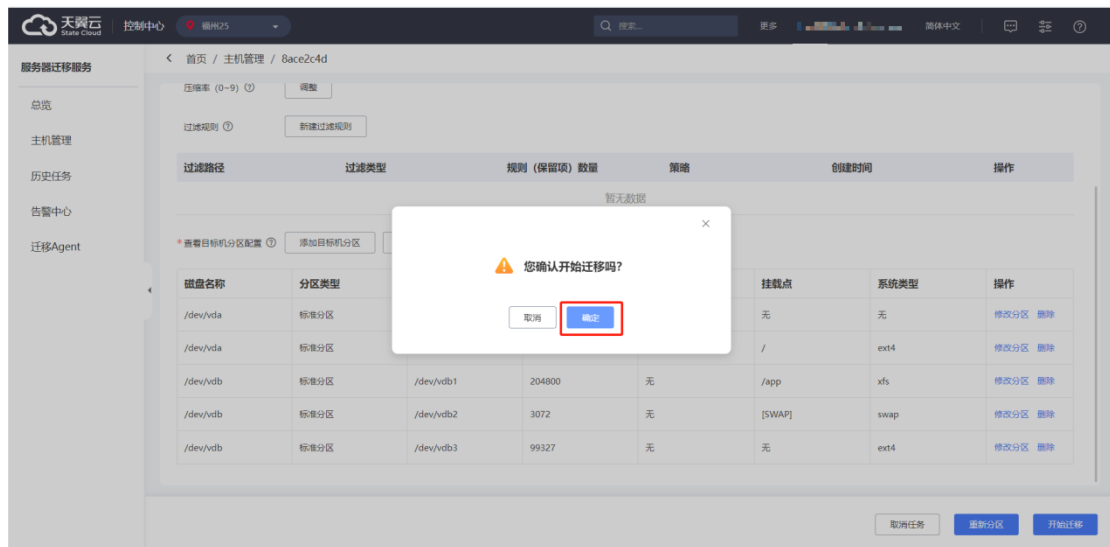 天翼云 State Cloud 控制中心 福州25 搜索... 更多 简体中文
服务器迁移服务
总览
主机管理
历史任务
告警中心
迁移Agent
首页 / 主机管理 / 8ace2c4d
压缩率 (0~9) 调整
过滤规则 新建过滤规则
过滤路径 过滤类型 规则（保留项）数量 策略 创建时间 操作
暂无数据
* 查看目标机分区配置 添加目标机分区
磁盘名称 分区类型 挂载点 系统类型 操作
/dev/vda 标准分区 无 无 修改分区 删除
/dev/vda 标准分区 / ext4 修改分区 删除
/dev/vdb 标准分区 /dev/vdb1 204800 无 /app xfs 修改分区 删除
/dev/vdb 标准分区 /dev/vdb2 3072 无 [SWAP] swap 修改分区 删除
/dev/vdb 标准分区 /dev/vdb3 99327 无 无 ext4 修改分区 删除
您确认开始迁移吗?
取消 确定
取消任务 重新分区 开始迁移